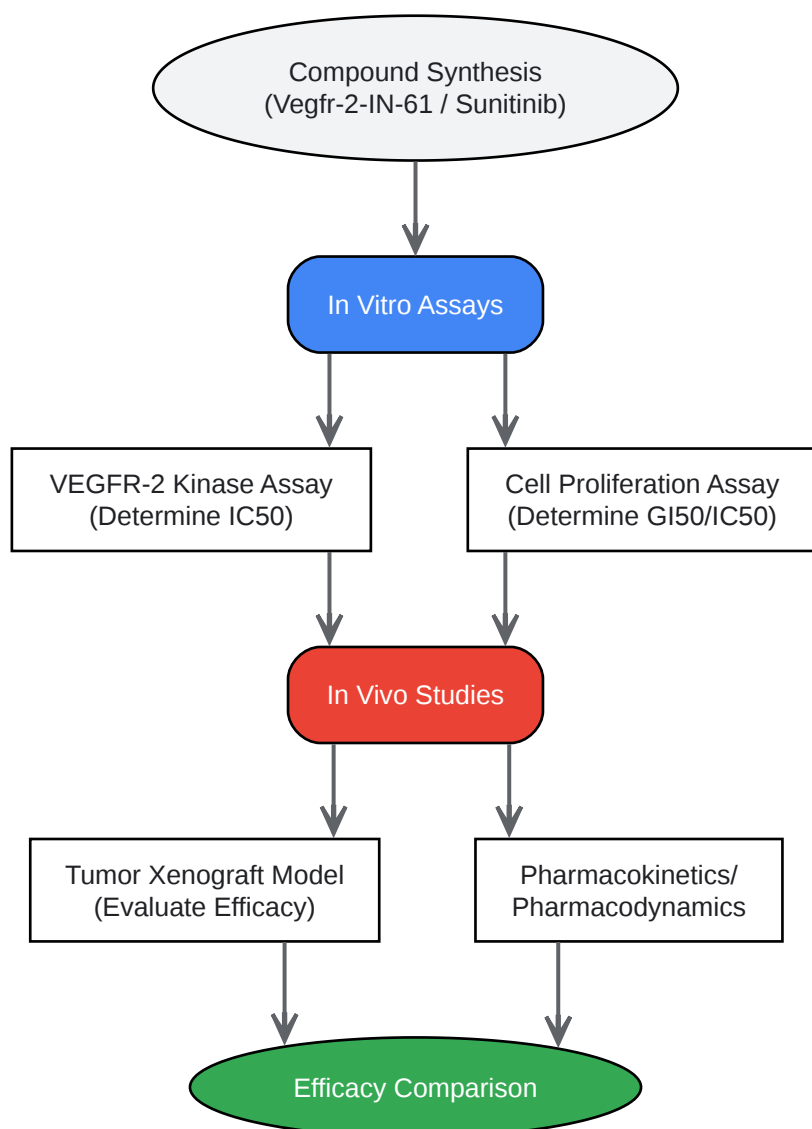 Compound Synthesis
(Vegfr-2-IN-61 / Sunitinib)
In Vitro Assays
VEGFR-2 Kinase Assay
(Determine IC50)
Cell Proliferation Assay
(Determine GI50/IC50)
In Vivo Studies
Tumor Xenograft Model
(Evaluate Efficacy)
Pharmacokinetics/
Pharmacodynamics
Efficacy Comparison